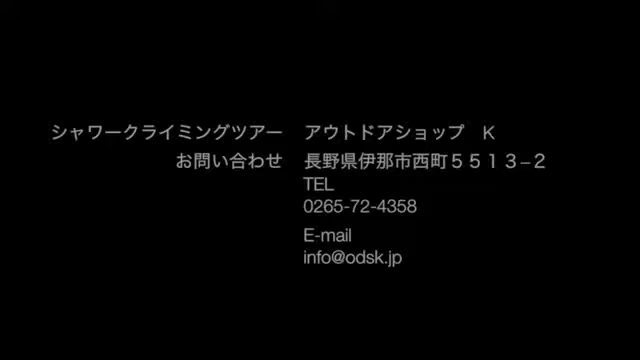 シャワークライミングツアー　アウトドアショップ　K
お問い合わせ　長野県伊那市西町５５１３−２
TEL
0265-72-4358
E-mail
info@odsk.jp